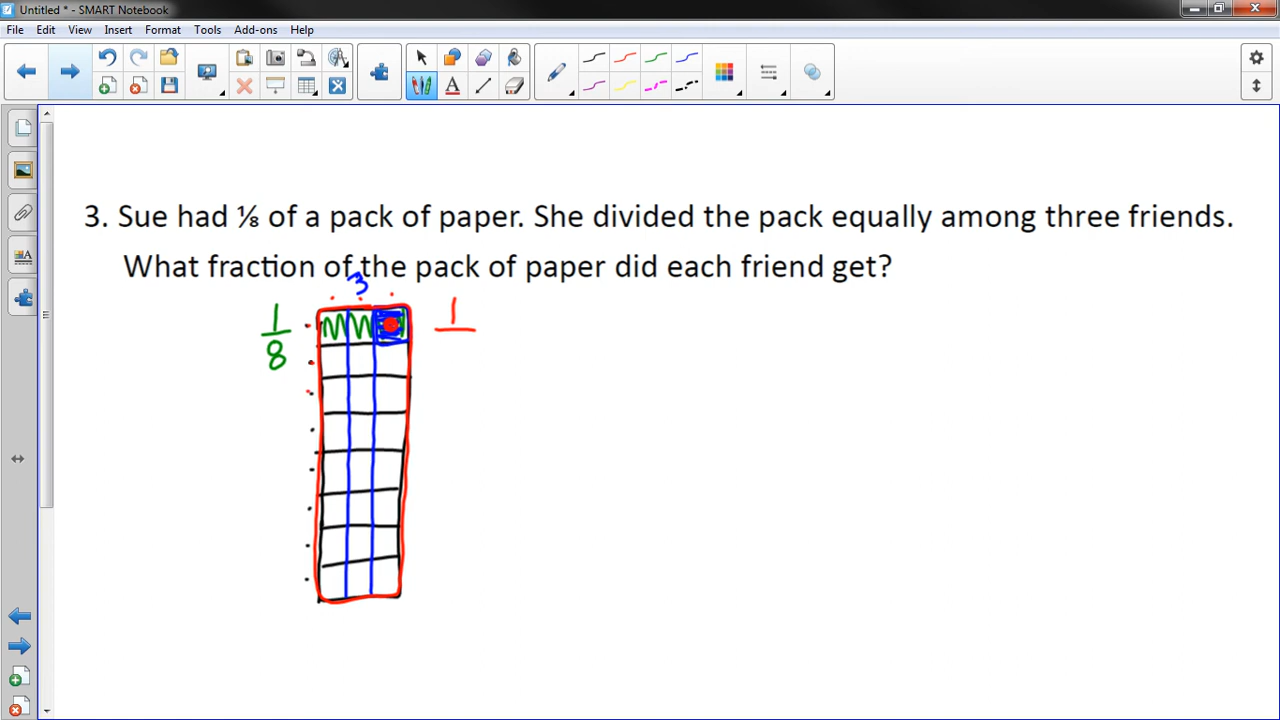 Untitled * - SMART Notebook
File Edit View Insert Format Tools Add-ons Help
3. Sue had ⅛ of a pack of paper. She divided the pack equally among three friends.
What fraction of the pack of paper did each friend get?
3
1
8
1